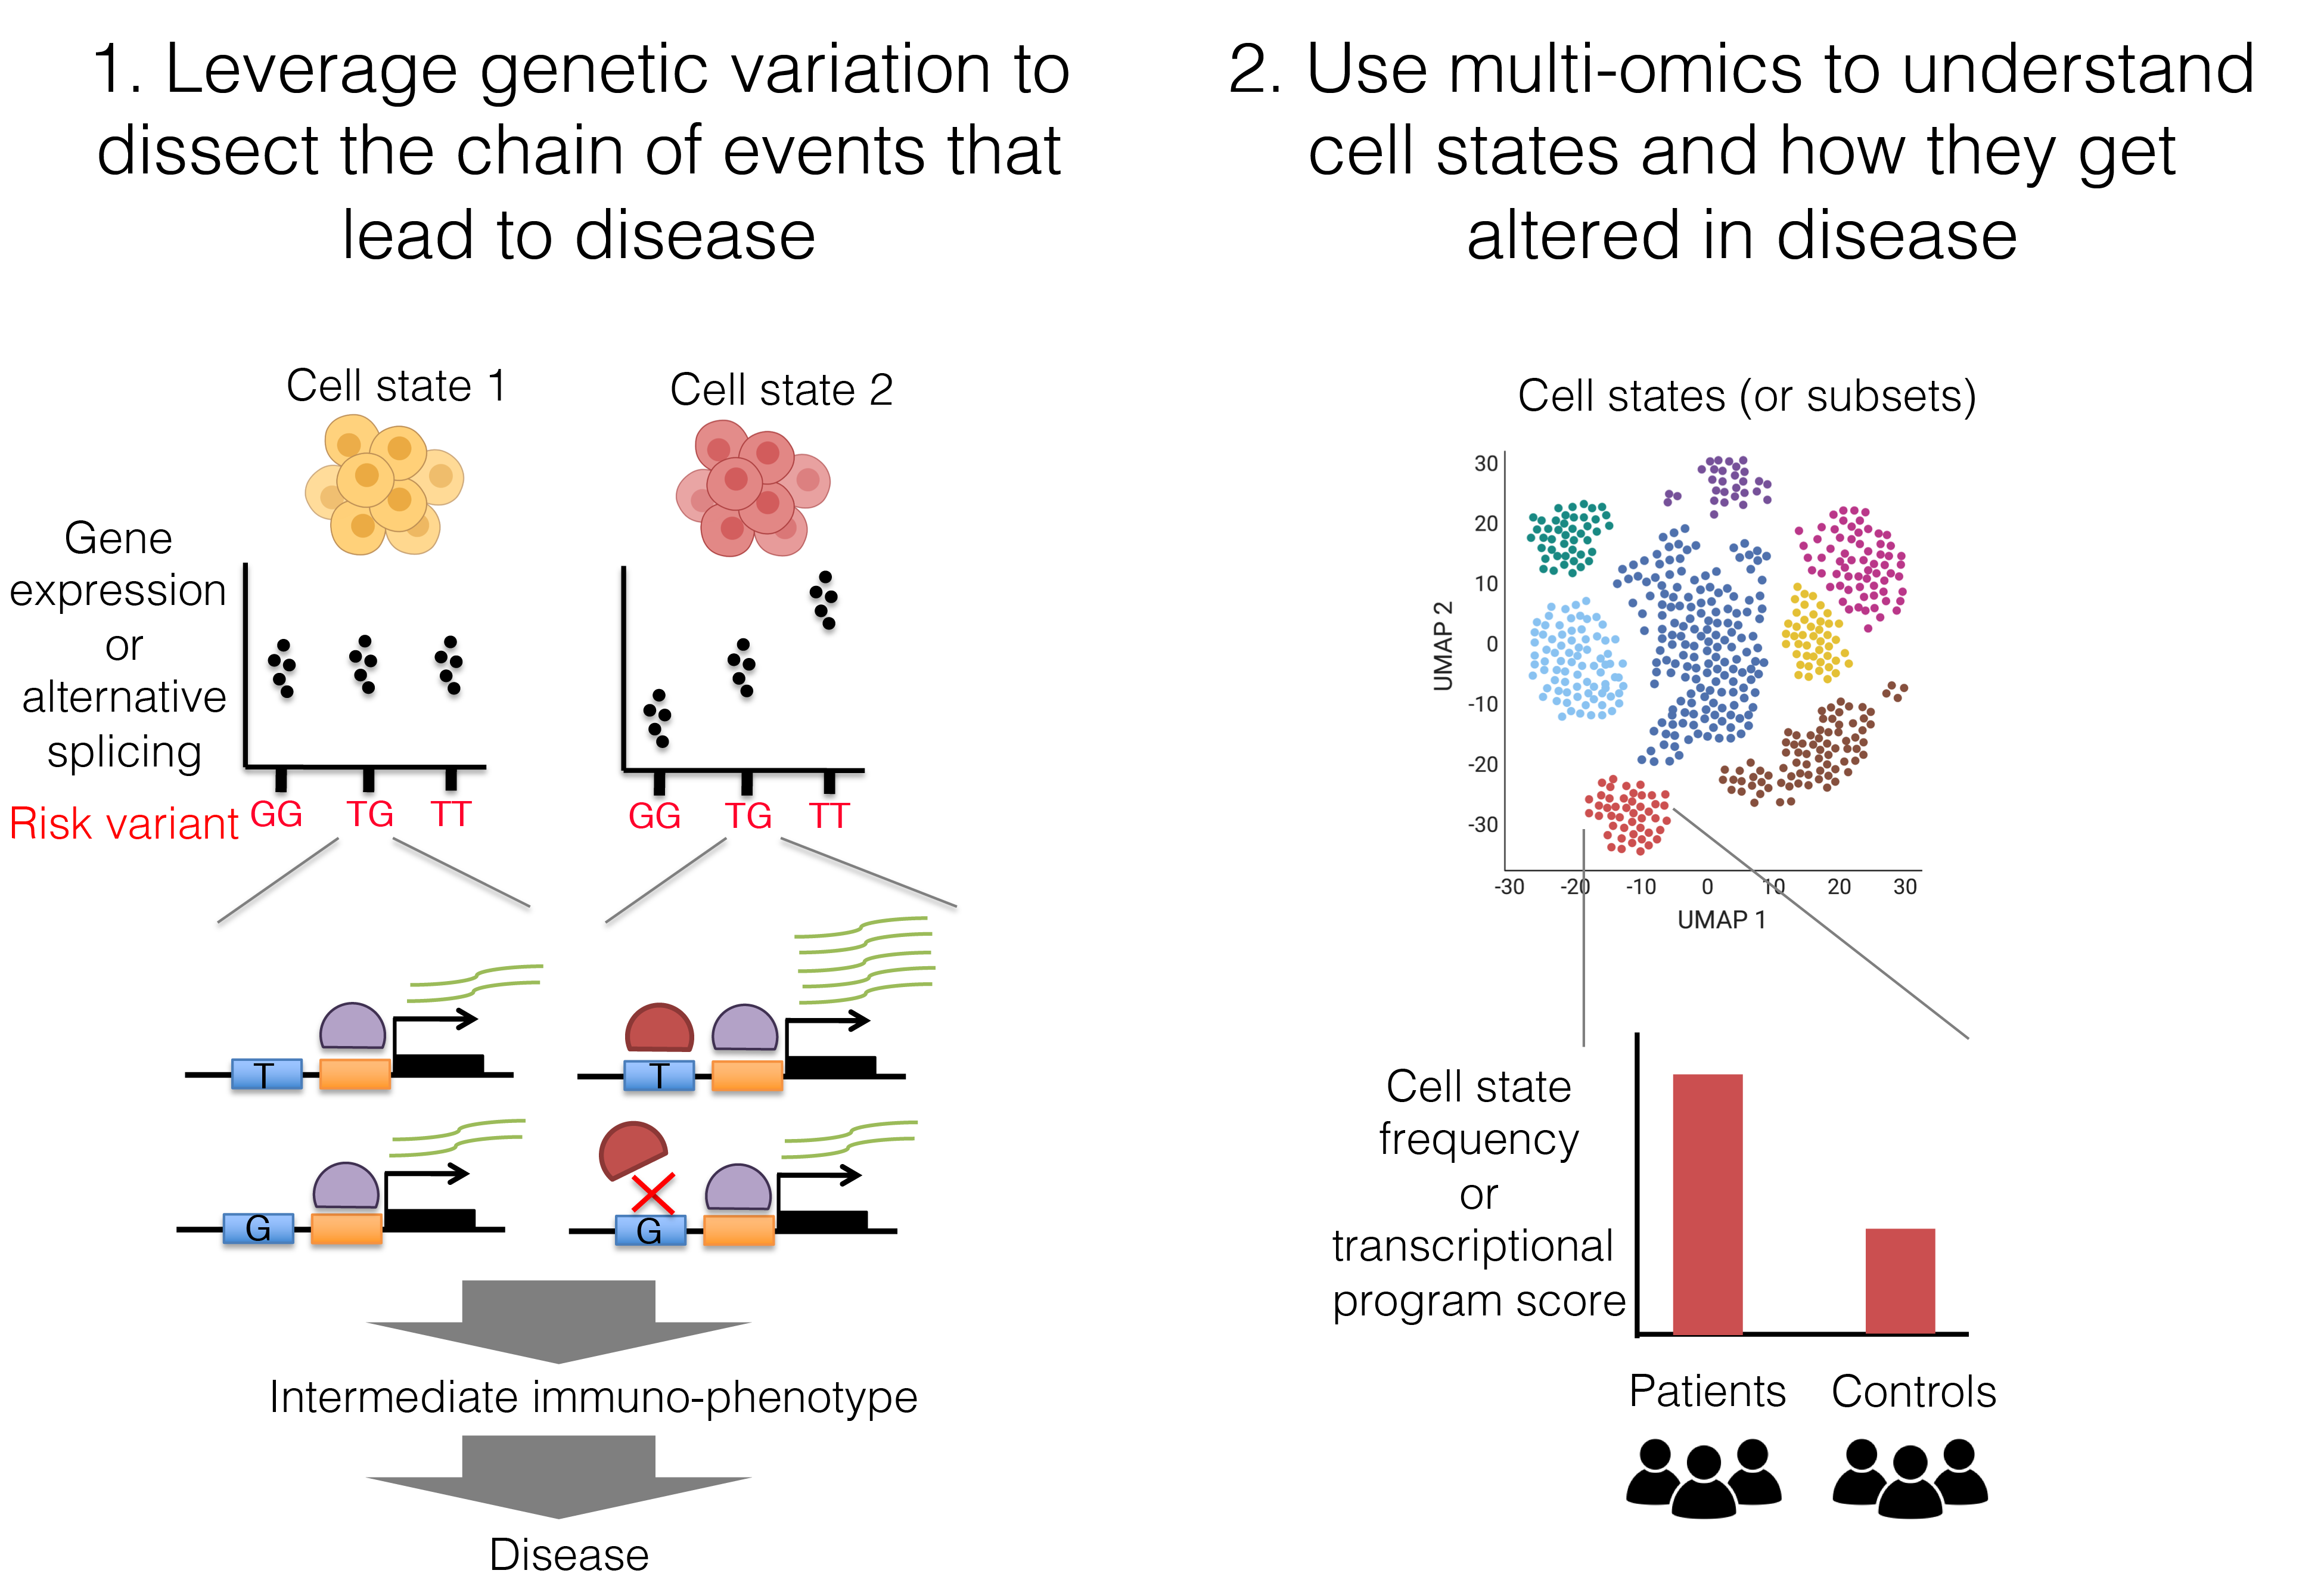 1. Leverage genetic variation to
dissect the chain of events that
lead to disease
Cell state 1
Cell state 2
Gene
expression
or
alternative
splicing
Risk variant
GG
TG
TT
GG
TG
TT
T
T
G
G
Intermediate immuno-phenotype
Disease
2. Use multi-omics to understand
cell states and how they get
altered in disease
Cell states (or subsets)
UMAP 2
30
20
10
0
-10
-20
-30
-30
-20
-10
0
10
20
30
UMAP 1
Cell state
frequency
or
transcriptional
program score
Patients
Controls